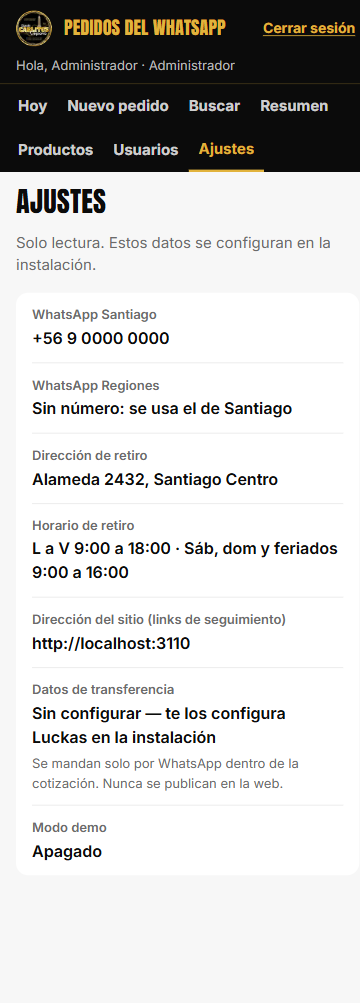 PEDIDOS DEL WHATSAPP
Cerrar sesión
Hola, Administrador · Administrador
Hoy Nuevo pedido Buscar Resumen
Productos Usuarios Ajustes
AJUSTES
Solo lectura. Estos datos se configuran en la
instalación.
WhatsApp Santiago
+56 9 0000 0000
WhatsApp Regiones
Sin número: se usa el de Santiago
Dirección de retiro
Alameda 2432, Santiago Centro
Horario de retiro
L a V 9:00 a 18:00 · Sáb, dom y feriados
9:00 a 16:00
Dirección del sitio (links de seguimiento)
http://localhost:3110
Datos de transferencia
Sin configurar — te los configura
Luckas en la instalación
Se mandan solo por WhatsApp dentro de la
cotización. Nunca se publican en la web.
Modo demo
Apagado